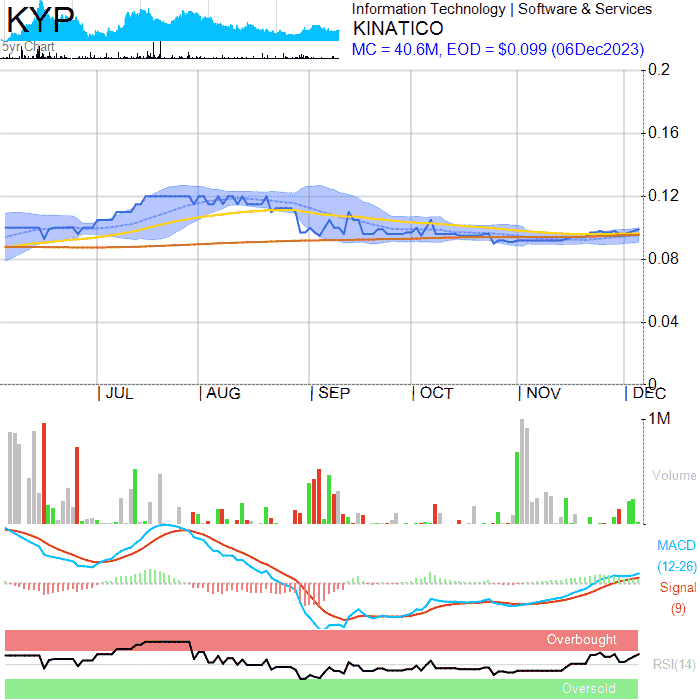 KYP
5yr Chart
Information Technology | Software & Services
KINATICO
MC = 40.6M, EOD = $0.099 (06Dec2023)
0.2
0.16
0.12
0.08
0.04
0
| JUL | AUG | SEP | OCT | NOV | DEC
1M
Volume
MACD
(12-26)
Signal
(9)
Overbought
RSI(14)
Oversold